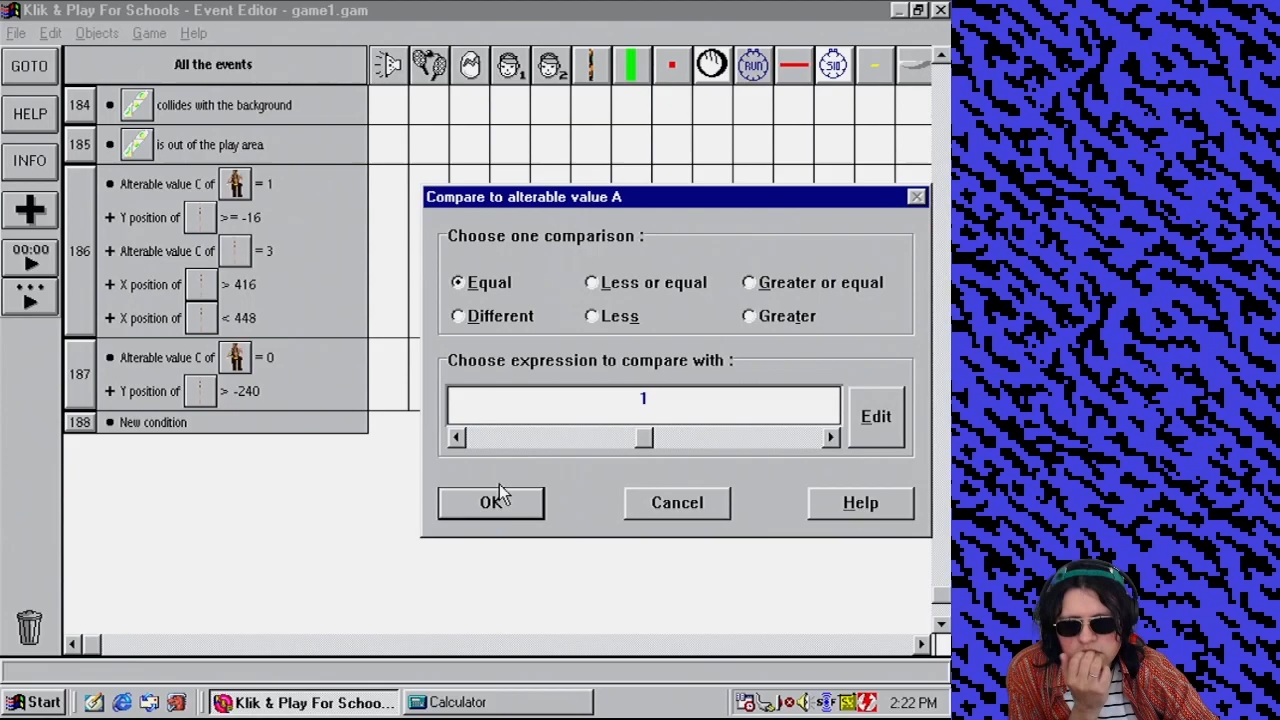 Klik & Play For Schools - Event Editor - game1.gam
File Edit Objects Game Help
GOTO
HELP
INFO
00:00
All the events
1
2
RUN
184 • collides with the background
185 • is out of the play area
186 • Alterable value C of = 1
+ Y position of >= -16
+ Alterable value C of = 3
+ X position of > 416
+ X position of < 448
187 • Alterable value C of = 0
+ Y position of > -240
188 • New condition
Compare to alterable value A
Choose one comparison :
Equal Less or equal Greater or equal
Different Less Greater
Choose expression to compare with :
1
Edit
OK Cancel Help
Start Klik & Play For Schoo... Calculator 2:22 PM